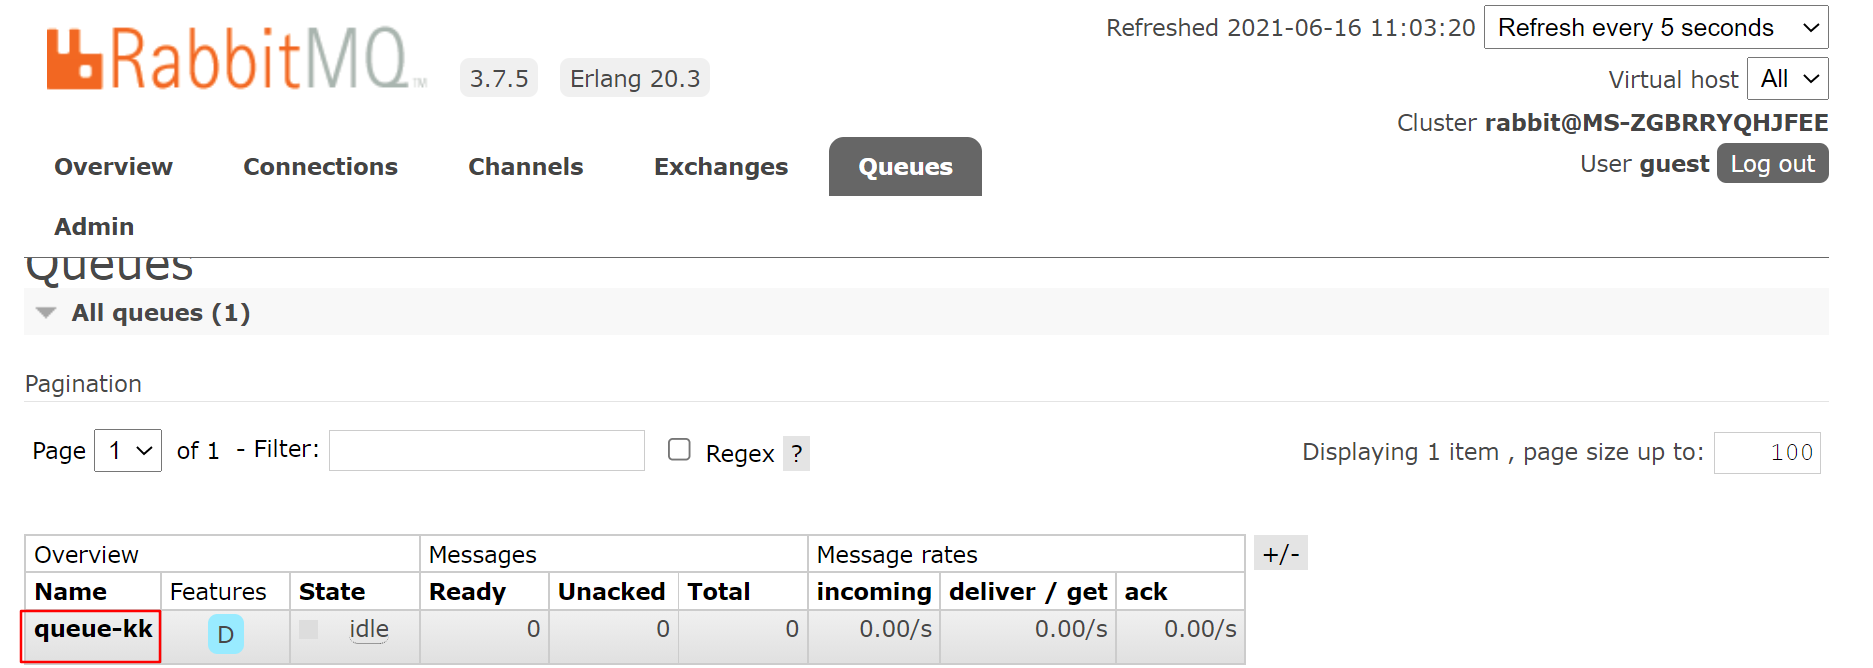 RabbitMQ TM 3.7.5 Erlang 20.3
Refreshed 2021-06-16 11:03:20 Refresh every 5 seconds
Virtual host All
Cluster rabbit@MS-ZGBRRYQHJFEE
User guest Log out
Overview Connections Channels Exchanges Queues
Admin
Queues
All queues (1)
Pagination
Page 1 of 1 - Filter: Regex ? Displaying 1 item , page size up to: 100
Overview Messages Message rates +/-
Name Features State Ready Unacked Total incoming deliver / get ack
queue-kk D idle 0 0 0 0.00/s 0.00/s 0.00/s